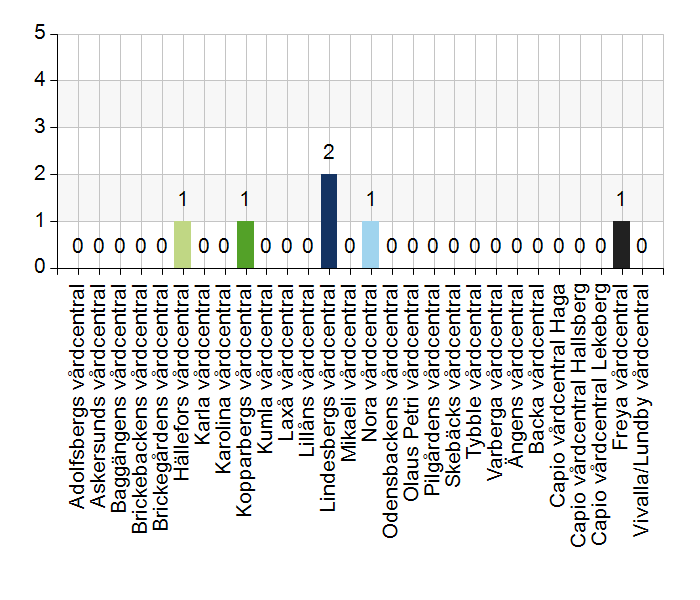 5
4
3
2
1
0
0
0
0
0
0
1
0
0
1
0
0
0
2
0
1
0
0
0
0
0
0
0
0
0
0
0
1
0
Adolfsbergs vårdcentral
Askersunds vårdcentral
Baggängens vårdcentral
Brickebackens vårdcentral
Brickegårdens vårdcentral
Hällefors vårdcentral
Karla vårdcentral
Karolina vårdcentral
Kopparbergs vårdcentral
Kumla vårdcentral
Laxå vårdcentral
Lillåns vårdcentral
Lindesbergs vårdcentral
Mikaeli vårdcentral
Nora vårdcentral
Odensbackens vårdcentral
Olaus Petri vårdcentral
Pilgårdens vårdcentral
Skebäcks vårdcentral
Tybble vårdcentral
Varberga vårdcentral
Ängens vårdcentral
Backa vårdcentral
Capio vårdcentral Haga
Capio vårdcentral Hallsberg
Capio vårdcentral Lekeberg
Freya vårdcentral
Vivalla/Lundby vårdcentral